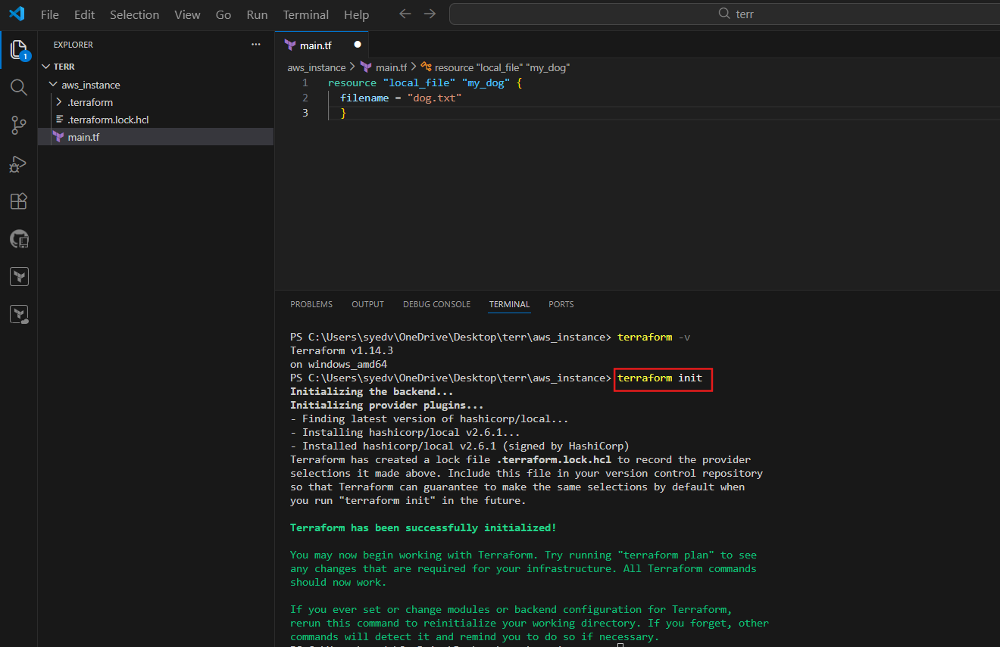 File Edit Selection View Go Run Terminal Help terr
1
EXPLORER ...
TERR
aws_instance
.terraform
.terraform.lock.hcl
main.tf
main.tf
aws_instance > main.tf > resource "local_file" "my_dog"
1 resource "local_file" "my_dog" {
2 filename = "dog.txt"
3 }
PROBLEMS OUTPUT DEBUG CONSOLE TERMINAL PORTS
PS C:\Users\syedv\OneDrive\Desktop\terr\aws_instance> terraform -v
Terraform v1.14.3
on windows_amd64
PS C:\Users\syedv\OneDrive\Desktop\terr\aws_instance> terraform init
Initializing the backend...
Initializing provider plugins...
- Finding latest version of hashicorp/local...
- Installing hashicorp/local v2.6.1...
- Installed hashicorp/local v2.6.1 (signed by HashiCorp)
Terraform has created a lock file .terraform.lock.hcl to record the provider
selections it made above. Include this file in your version control repository
so that Terraform can guarantee to make the same selections by default when
you run "terraform init" in the future.
Terraform has been successfully initialized!
You may now begin working with Terraform. Try running "terraform plan" to see
any changes that are required for your infrastructure. All Terraform commands
should now work.
If you ever set or change modules or backend configuration for Terraform,
rerun this command to reinitialize your working directory. If you forget, other
commands will detect it and remind you to do so if necessary.